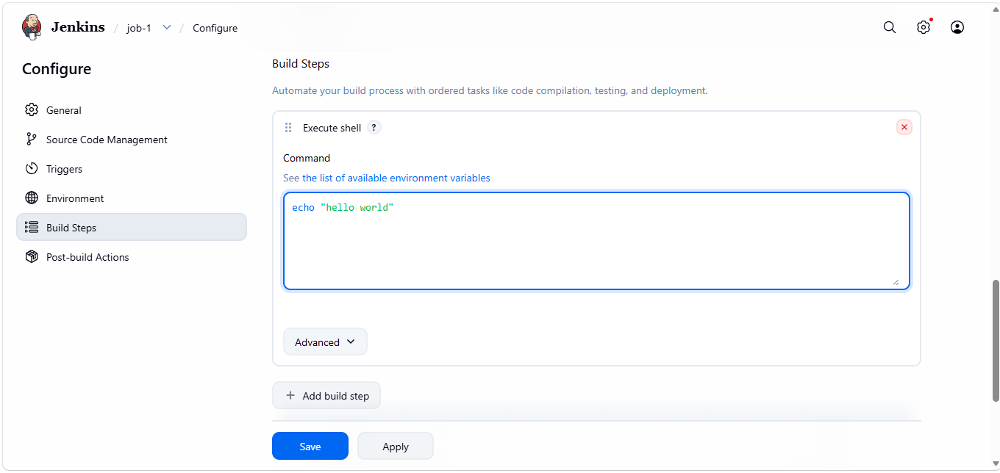 Jenkins / job-1 / Configure
Configure
General
Source Code Management
Triggers
Environment
Build Steps
Post-build Actions
Build Steps
Automate your build process with ordered tasks like code compilation, testing, and deployment.
Execute shell ?
Command
See the list of available environment variables
echo "hello world"
Advanced
+ Add build step
Save Apply